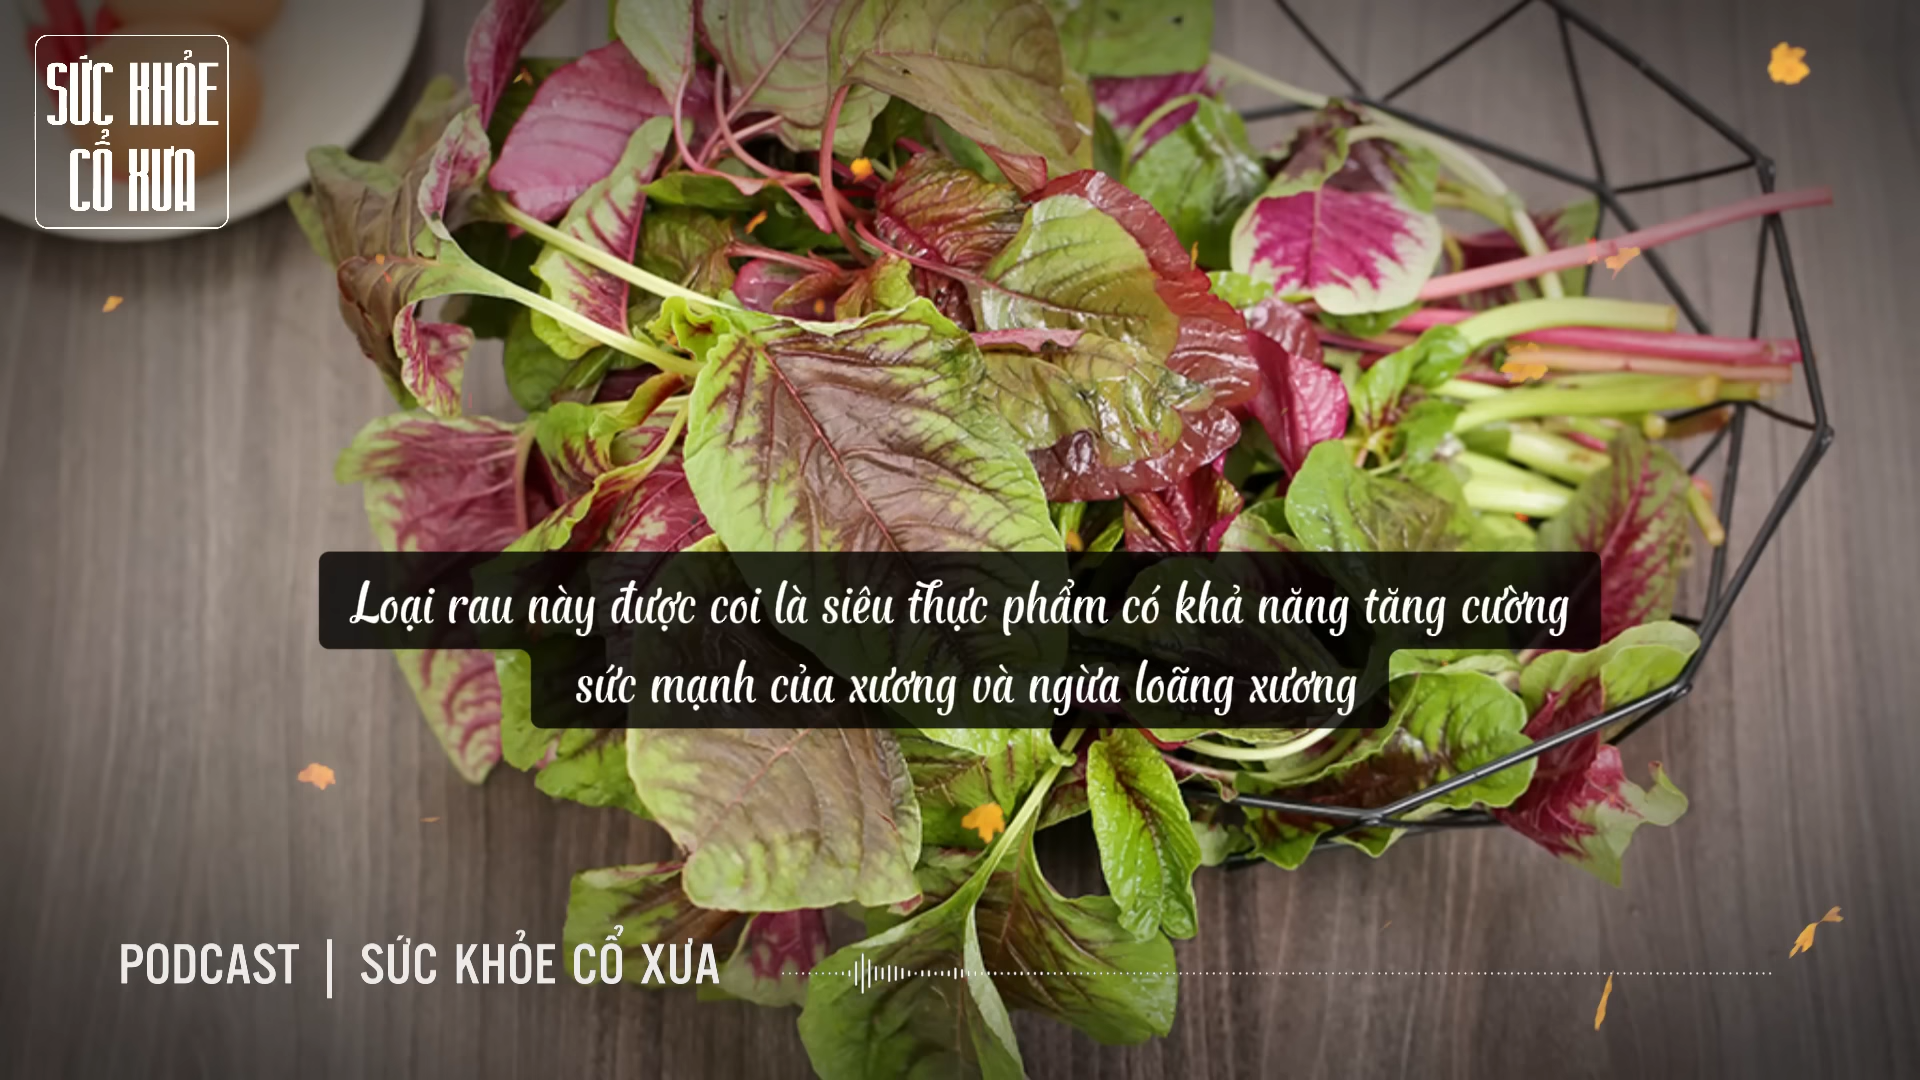 SỨC KHỎE
CỔ XƯA
Loại rau này được coi là siêu thực phẩm có khả năng tăng cường
sức mạnh của xương và ngừa loãng xương
PODCAST | SỨC KHỎE CỔ XƯA